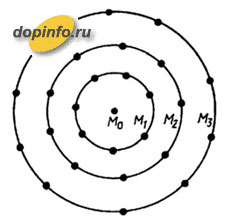 dopinfo.ru
M₀ M₁ M₂ M₃